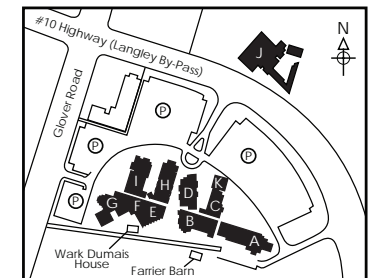 #10 Highway (Langley By-Pass)
N
J
Glover Road
P
P
P
P
I
H
D
K
C
G
F
E
B
A
Wark Dumais
House
Farrier Barn